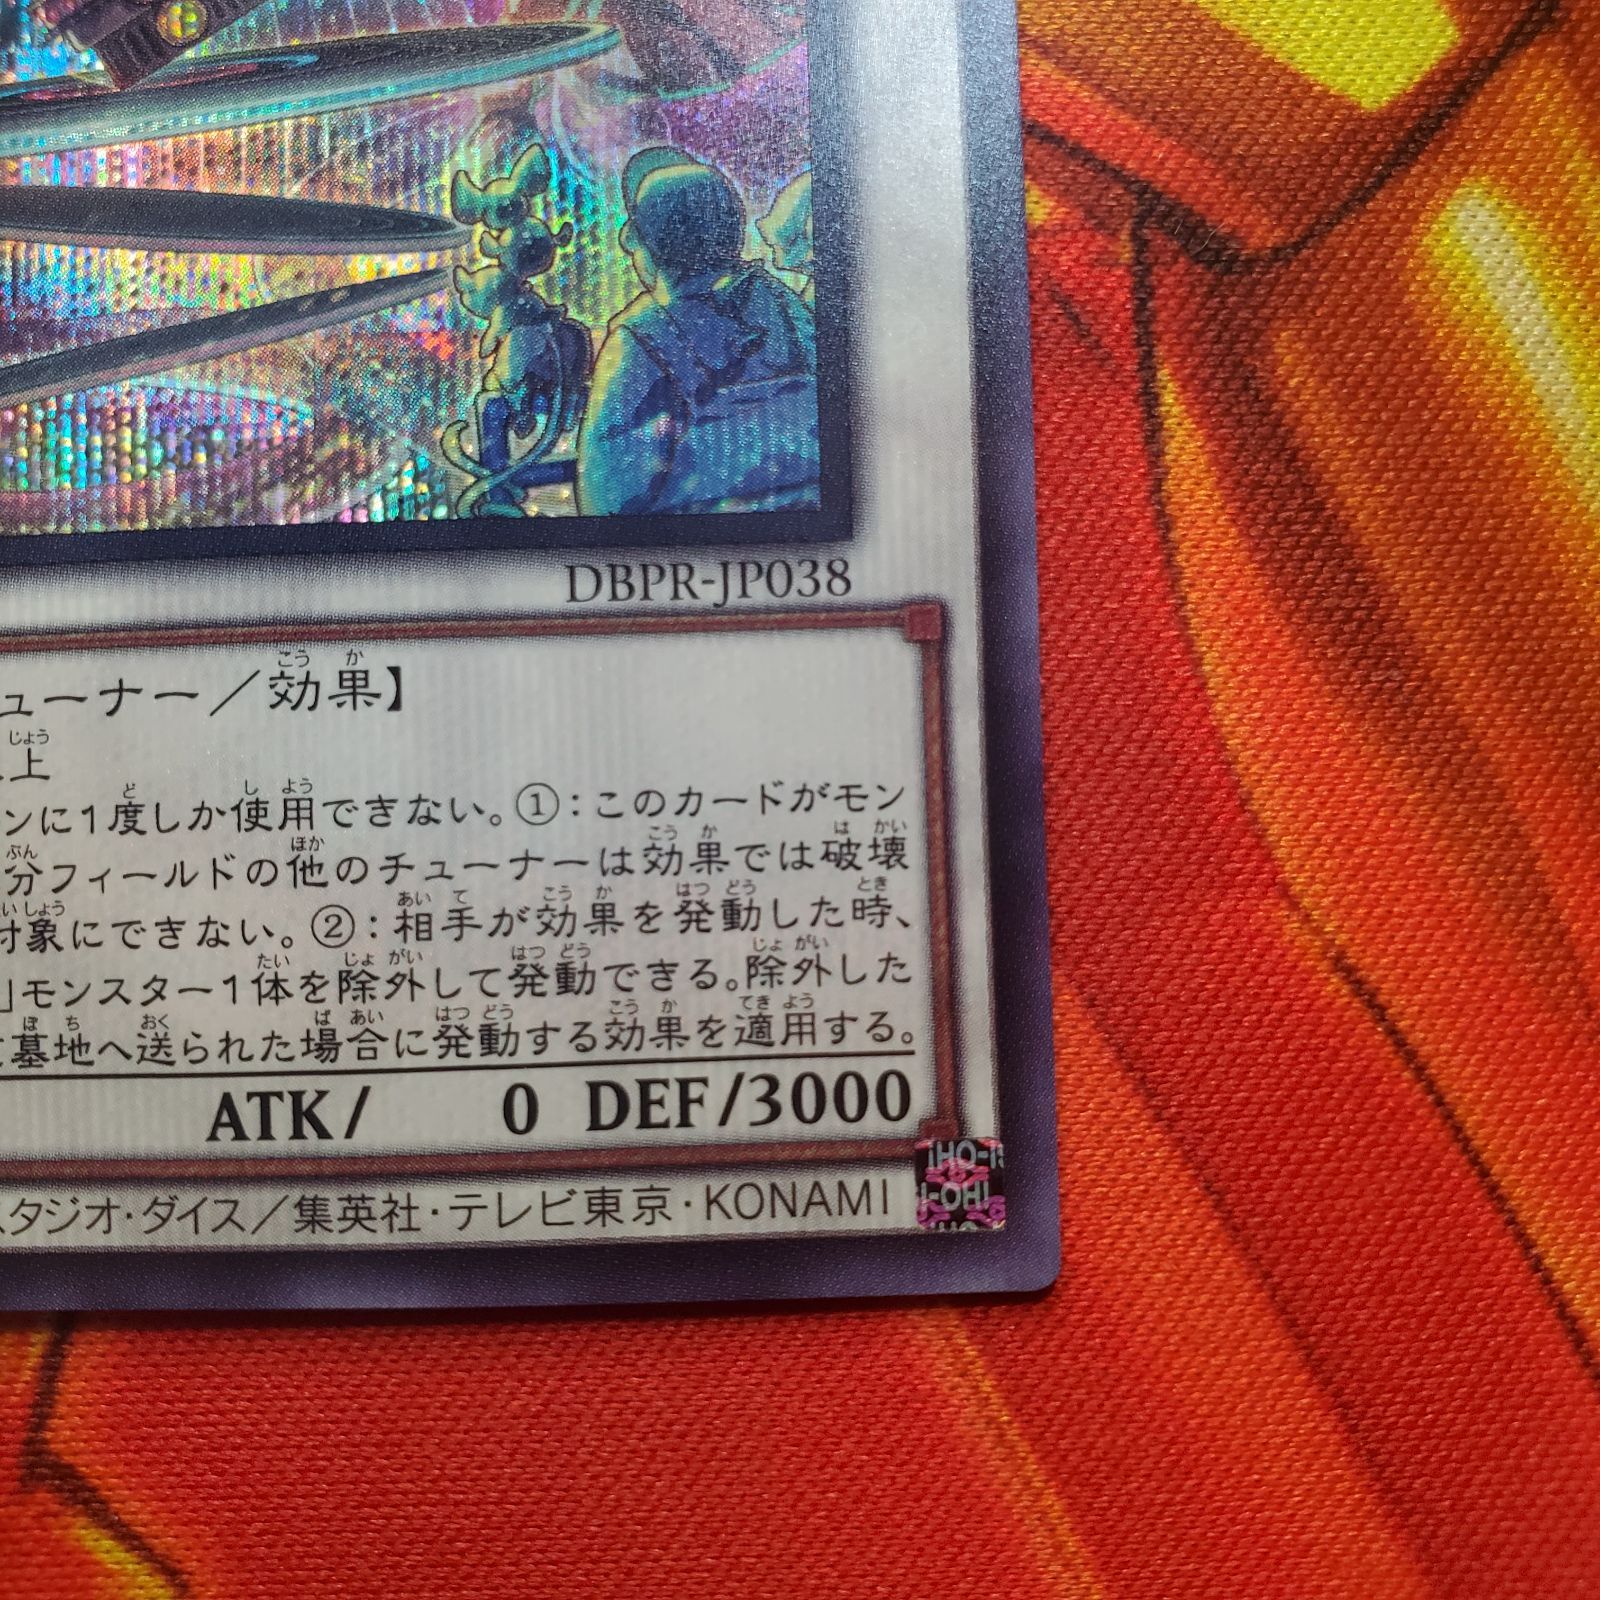 DBPR-JP038
ューナー／効果】
上
ンに1度しか使用できない。①：このカードがモン
分フィールドの他のチューナーは効果では破壊
対象にできない。②：相手が効果を発動した時、
」モンスター1体を除外して発動できる。除外した
墓地へ送られた場合に発動する効果を適用する。
ATK/ 0 DEF/3000
スタジオ・ダイス／集英社・テレビ東京・KONAMI